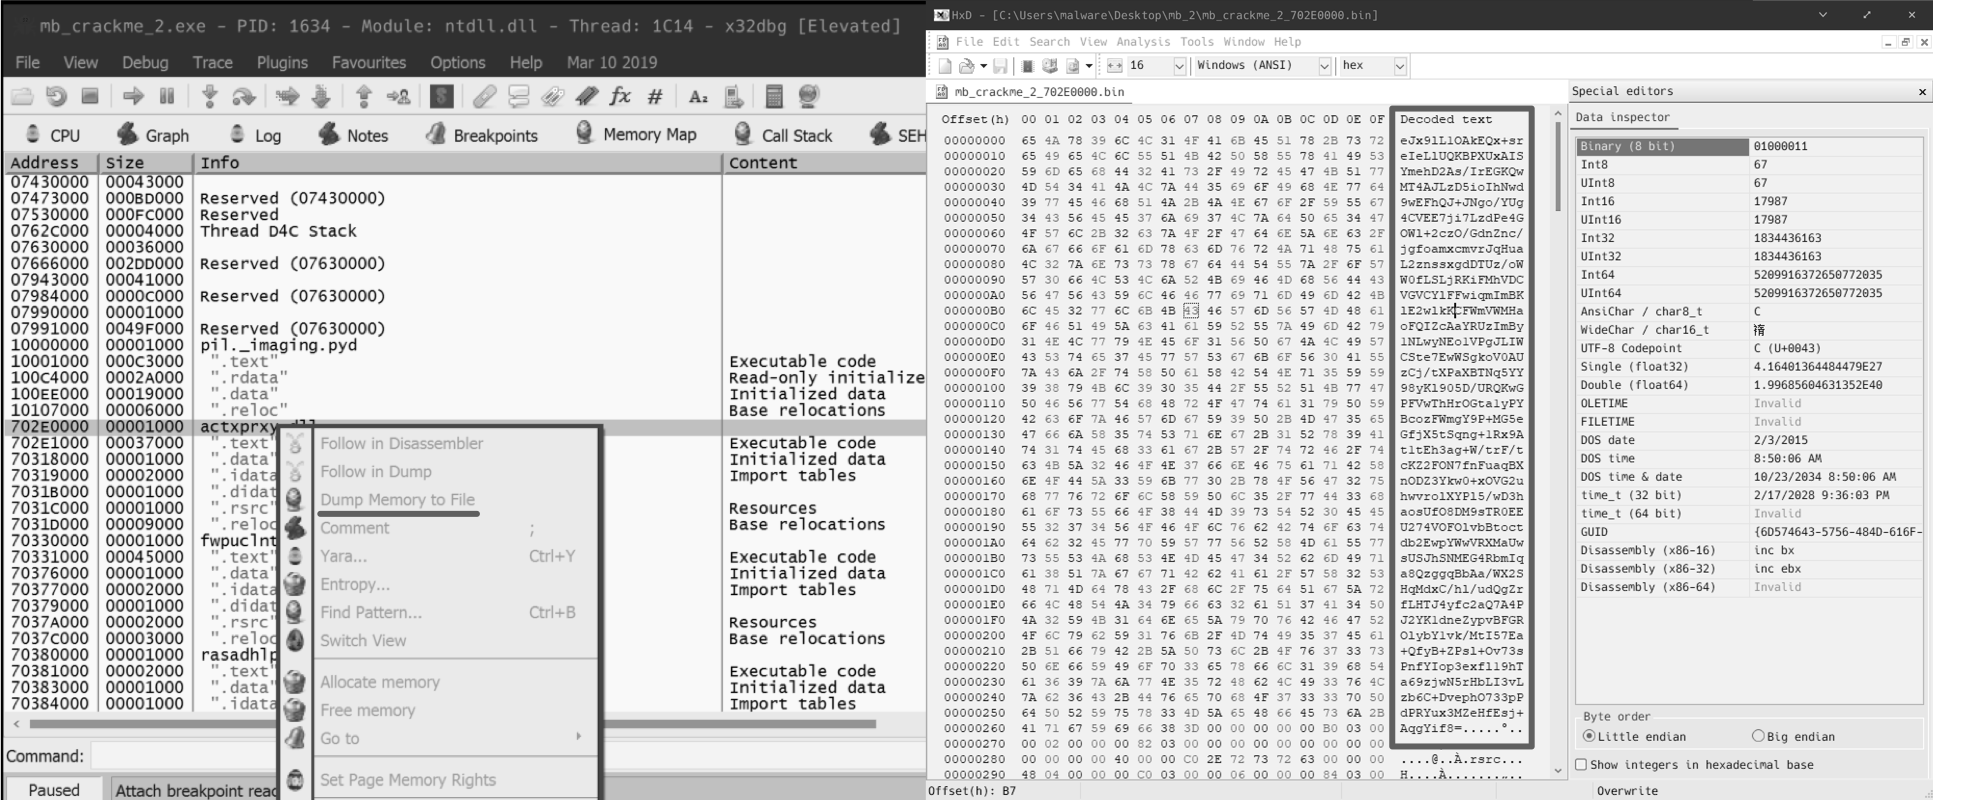 mb_crackme_2.exe - PID: 1634 - Module: ntdll.dll - Thread: 1C14 - x32dbg [Elevated]
File View Debug Trace Plugins Favourites Options Help Mar 10 2019
CPU Graph Log Notes Breakpoints Memory Map Call Stack SEH
Address Size Info Content
07430000 00043000
07473000 000BD000 Reserved (07430000)
07530000 000FC000 Reserved
0762C000 00004000 Thread D4C Stack
07630000 00036000
07666000 002DD000 Reserved (07630000)
07943000 00041000
07984000 0000C000 Reserved (07630000)
07990000 00001000
07991000 0049F000 Reserved (07630000)
10000000 00001000 pil._imaging.pyd
10001000 000C3000 ".text" Executable code
100C4000 0002A000 ".rdata" Read-only initialize
100EE000 00019000 ".data" Initialized data
10107000 00006000 ".reloc" Base relocations
702E0000 00001000 actxprxy.dll
702E1000 00037000 ".text" Executable code
70318000 00001000 ".data" Initialized data
70319000 00002000 ".idata Import tables
7031B000 00001000 ".didat
7031C000 00001000 ".rsrc" Resources
7031D000 00009000 ".reloc Base relocations
70330000 00001000 fwpuclnt
70331000 00045000 ".text" Executable code
70376000 00001000 ".data" Initialized data
70377000 00002000 ".idata Import tables
70379000 00001000 ".didat
7037A000 00002000 ".rsrc" Resources
7037C000 00003000 ".reloc Base relocations
70380000 00001000 rasadhlp
70381000 00002000 ".text" Executable code
70383000 00001000 ".data" Initialized data
70384000 00001000 ".idata Import tables
Follow in Disassembler
Follow in Dump
Dump Memory to File
Comment ;
Yara... Ctrl+Y
Entropy...
Find Pattern... Ctrl+B
Switch View
Allocate memory
Free memory
Go to
Set Page Memory Rights
Command:
Paused Attach breakpoint reac
HxD - [C:\Users\malware\Desktop\mb_2\mb_crackme_2_702E0000.bin]
File Edit Search View Analysis Tools Window Help
16 Windows (ANSI) hex
mb_crackme_2_702E0000.bin
Offset(h) 00 01 02 03 04 05 06 07 08 09 0A 0B 0C 0D 0E 0F Decoded text
00000000 65 4A 78 39 6C 4C 31 4F 41 6B 45 51 78 2B 73 72 eJx9lL1OAkEQx+sr
00000010 65 49 65 4C 6C 55 51 4B 42 50 58 55 78 41 49 53 eIeLlUQKBPXUxAIS
00000020 59 6D 65 68 44 32 41 73 2F 49 72 45 47 4B 51 77 YmehD2As/IrEGKQw
00000030 4D 54 34 41 4A 4C 7A 44 35 69 6F 49 68 4E 77 64 MT4AJLzD5ioIhNwd
00000040 39 77 45 46 68 51 4A 2B 4A 4E 67 6F 2F 59 55 67 9wEFhQJ+JNgo/YUg
00000050 34 43 56 45 45 37 6A 69 37 4C 7A 64 50 65 34 47 4CVEE7ji7LzdPe4G
00000060 4F 57 6C 2B 32 63 7A 4F 2F 47 64 6E 5A 6E 63 2F OWl+2czO/GdnZnc/
00000070 6A 67 66 6F 61 6D 78 63 6D 76 72 4A 71 48 75 61 jgfoamxcmvrJqHua
00000080 4C 32 7A 6E 73 73 78 67 64 44 54 55 7A 2F 6F 57 L2znssxgdDTUz/oW
00000090 57 30 66 4C 53 4C 6A 52 4B 69 46 4D 68 56 44 43 W0fLSLjRKiFMhVDC
000000A0 56 47 56 43 59 6C 46 46 77 69 71 6D 49 6D 42 4B VGVCYlFFwiqmImBK
000000B0 6C 45 32 77 6C 6B 4B 43 46 57 6D 56 57 4D 48 61 lE2wlkKCFWmVWMHa
000000C0 6F 46 51 49 5A 63 41 61 59 52 55 7A 49 6D 42 79 oFQIZcAaYRUzImBy
000000D0 31 4E 4C 77 79 4E 45 6F 31 56 50 67 4A 4C 49 57 1NLwyNEo1VPgJLIW
000000E0 43 53 74 65 37 45 77 57 53 67 6B 6F 56 30 41 55 CSte7EwWSgkoV0AU
000000F0 7A 43 6A 2F 74 58 50 61 58 42 54 4E 71 35 59 59 zCj/tXPaXBTNq5YY
00000100 39 38 79 4B 6C 39 30 35 44 2F 55 52 51 4B 77 47 98yKl905D/URQKwG
00000110 50 46 56 77 54 68 48 72 4F 47 74 61 31 79 50 59 PFVwThHrOGta1yPY
00000120 42 63 6F 7A 46 57 6D 67 59 39 50 2B 4D 47 35 65 BcozFWmgY9P+MG5e
00000130 47 66 6A 58 35 74 53 71 6E 67 2B 31 52 78 39 41 GfjX5tSqng+1Rx9A
00000140 74 31 74 45 68 33 61 67 2B 57 2F 74 72 46 2F 74 t1tEh3ag+W/trF/t
00000150 63 4B 5A 32 46 4F 4E 37 66 6E 46 75 61 71 42 58 cKZ2FON7fnFuaqBX
00000160 6E 4F 44 5A 33 59 6B 77 30 2B 78 4F 56 47 32 75 nODZ3Ykw0+xOVG2u
00000170 68 77 76 72 6F 6C 58 59 50 6C 35 2F 77 44 33 68 hwvrolXYPl5/wD3h
00000180 61 6F 73 55 66 4F 38 44 4D 39 73 54 52 30 45 45 aosUfO8DM9sTR0EE
00000190 55 32 37 34 56 4F 46 4F 6C 76 62 42 74 6F 63 74 U274VOFOlvbBtoct
000001A0 64 62 32 45 77 70 59 57 77 56 52 58 4D 61 55 77 db2EwpYWwVRXMaUw
000001B0 73 55 53 4A 68 53 4E 4D 45 47 34 52 62 6D 49 71 sUSJhSNMEG4RbmIq
000001C0 61 38 51 7A 67 67 71 42 62 41 61 2F 57 58 32 53 a8QzggqBbAa/WX2S
000001D0 48 71 4D 64 78 43 2F 68 6C 2F 75 64 51 67 5A 72 HqMdxC/hl/udQgZr
000001E0 66 4C 48 54 4A 34 79 66 63 32 61 51 37 41 34 50 fLHTJ4yfc2aQ7A4P
000001F0 4A 32 59 4B 31 64 6E 65 5A 79 70 76 42 46 47 52 J2YK1dneZypvBFGR
00000200 4F 6C 79 62 59 31 76 6B 2F 4D 74 49 35 37 45 61 OlybY1vk/MtI57Ea
00000210 2B 51 66 79 42 2B 5A 50 73 6C 2B 4F 76 37 33 73 +QfyB+ZPsl+Ov73s
00000220 50 6E 66 59 49 6F 70 33 65 78 66 6C 31 39 68 54 PnfYIop3exfl19hT
00000230 61 36 39 7A 6A 77 4E 35 72 48 62 4C 49 33 76 4C a69zjwN5rHbLI3vL
00000240 7A 62 36 43 2B 44 76 65 70 68 4F 37 33 33 70 50 zb6C+DvephO733pP
00000250 64 50 52 59 75 78 33 4D 5A 65 48 66 45 73 6A 2B dPRYux3MZeHfEsj+
00000260 41 71 67 59 69 66 38 3D 00 00 00 00 00 B0 03 00 AqgYif8=.....°..
00000270 00 02 00 00 00 82 03 00 00 00 00 00 00 00 00 00
00000280 00 00 00 00 40 00 00 C0 2E 72 73 72 63 00 00 00 ....@..À.rsrc...
00000290 48 04 00 00 00 C0 03 00 00 06 00 00 00 84 03 00
Offset(h): B7 Overwrite
Special editors
Data inspector
Binary (8 bit) 01000011
Int8 67
UInt8 67
Int16 17987
UInt16 17987
Int32 1834436163
UInt32 1834436163
Int64 5209916372650772035
UInt64 5209916372650772035
AnsiChar / char8_t C
WideChar / char16_t
UTF-8 Codepoint C (U+0043)
Single (float32) 4.16401364484479E27
Double (float64) 1.99685604631352E40
OLETIME Invalid
FILETIME Invalid
DOS date 2/3/2015
DOS time 8:50:06 AM
DOS time & date 10/23/2034 8:50:06 AM
time_t (32 bit) 2/17/2028 9:36:03 PM
time_t (64 bit) Invalid
GUID {6D574643-5756-484D-616F-
Disassembly (x86-16) inc bx
Disassembly (x86-32) inc ebx
Disassembly (x86-64) Invalid
Byte order
Little endian Big endian
Show integers in hexadecimal base